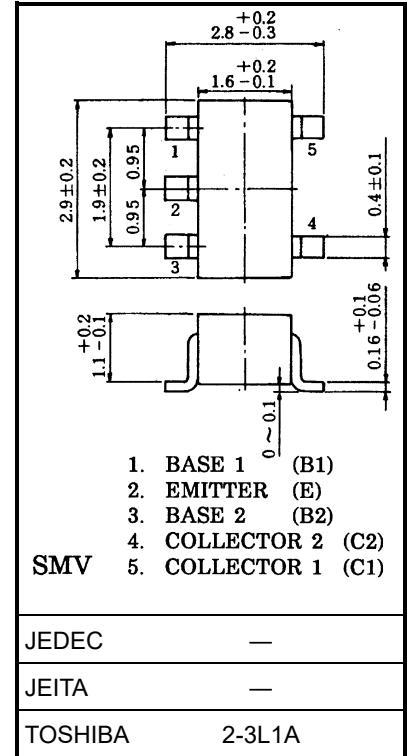 +0.2
2.8 −0.3
+0.2
1.6 −0.1
2.9±0.2
1.9±0.2
0.95
0.95
1
2
3
5
4
0.4±0.1
+0.2
1.1−0.1
+0.1
0.16−0.06
0 ~ 0.1
1. BASE 1 (B1)
2. EMITTER (E)
3. BASE 2 (B2)
4. COLLECTOR 2 (C2)
SMV 5. COLLECTOR 1 (C1)
JEDEC —
JEITA —
TOSHIBA 2-3L1A